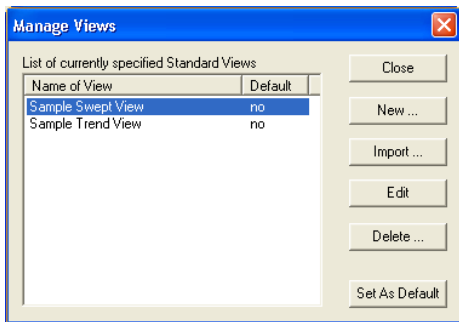 Manage Views
List of currently specified Standard Views
Name of View Default
Sample Swept View no
Sample Trend View no
Close
New ...
Import ...
Edit
Delete ...
Set As Default